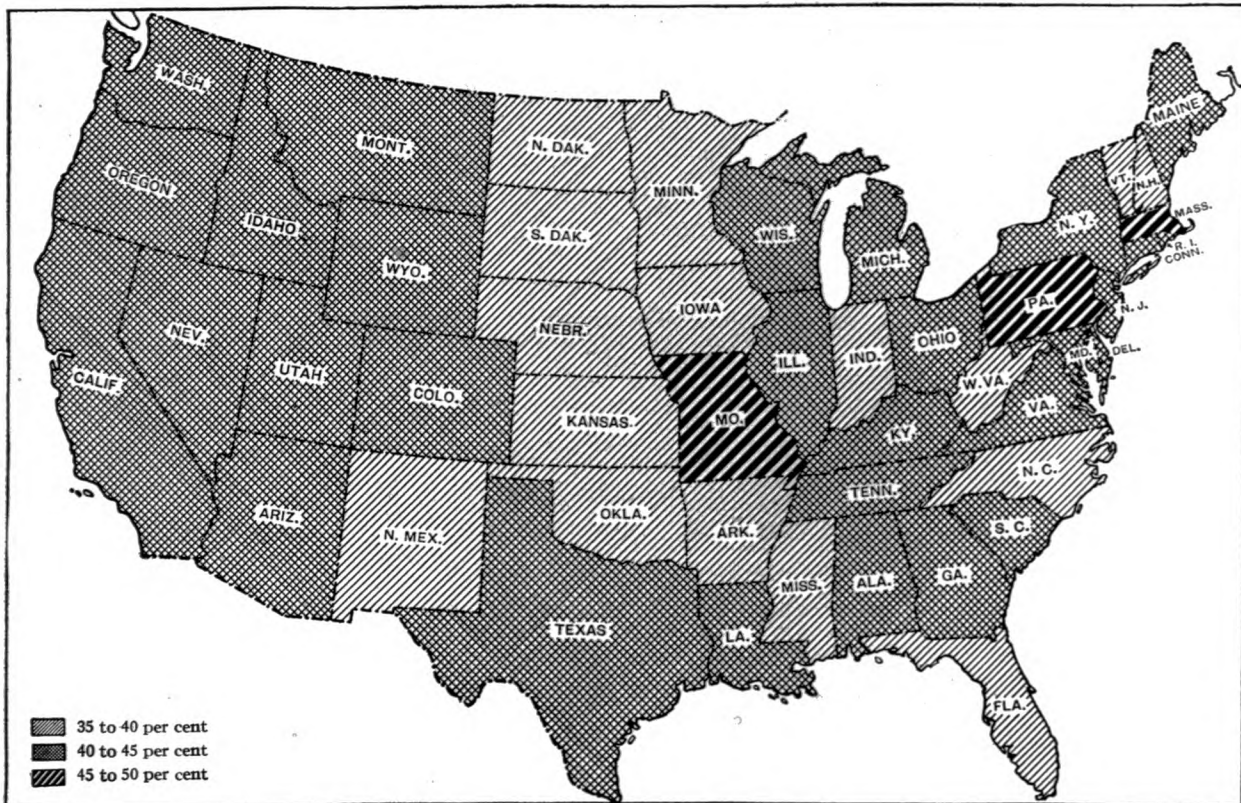 WASH.
MONT.
N. DAK.
MINN.
MAINE
VT.
N.H.
OREGON
IDAHO
S. DAK.
WIS.
MICH.
N. Y.
MASS.
R. I.
CONN.
WYO.
IOWA
PA.
N. J.
NEV.
NEBR.
OHIO
UTAH
ILL.
IND.
MD.
DEL.
CALIF.
COLO.
W. VA.
VA.
KANSAS.
MO.
KY.
N. C.
TENN.
ARIZ.
OKLA.
ARK.
S. C.
N. MEX.
MISS.
ALA.
GA.
TEXAS
LA.
FLA.
35 to 40 per cent
40 to 45 per cent
45 to 50 per cent